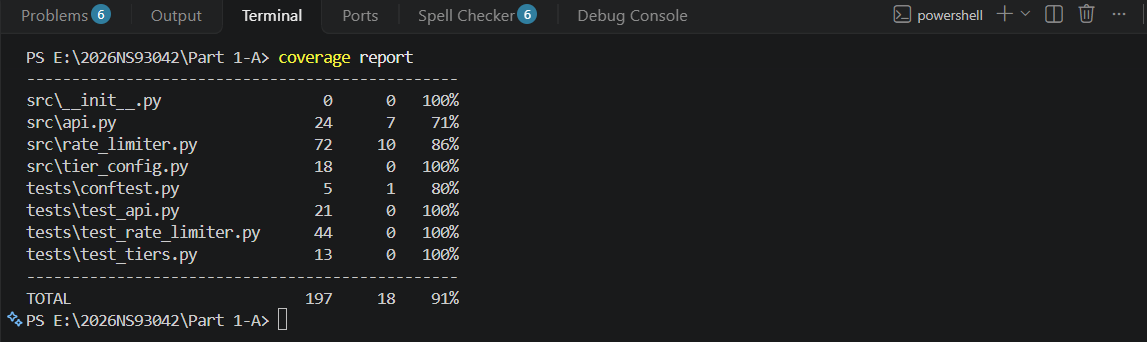 Problems 6 Output Terminal Ports Spell Checker 6 Debug Console powershell
PS E:\2026NS93042\Part 1-A> coverage report
------------------------------------------------
src\__init__.py 0 0 100%
src\api.py 24 7 71%
src\rate_limiter.py 72 10 86%
src\tier_config.py 18 0 100%
tests\conftest.py 5 1 80%
tests\test_api.py 21 0 100%
tests\test_rate_limiter.py 44 0 100%
tests\test_tiers.py 13 0 100%
------------------------------------------------
TOTAL 197 18 91%
PS E:\2026NS93042\Part 1-A>